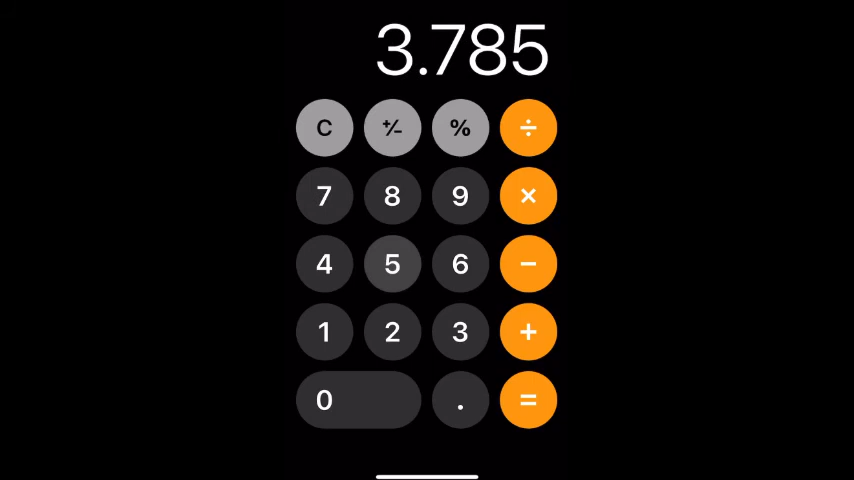 3.785
C ⁺⁄₋ % ÷
7 8 9 ×
4 5 6 −
1 2 3 +
0 . =